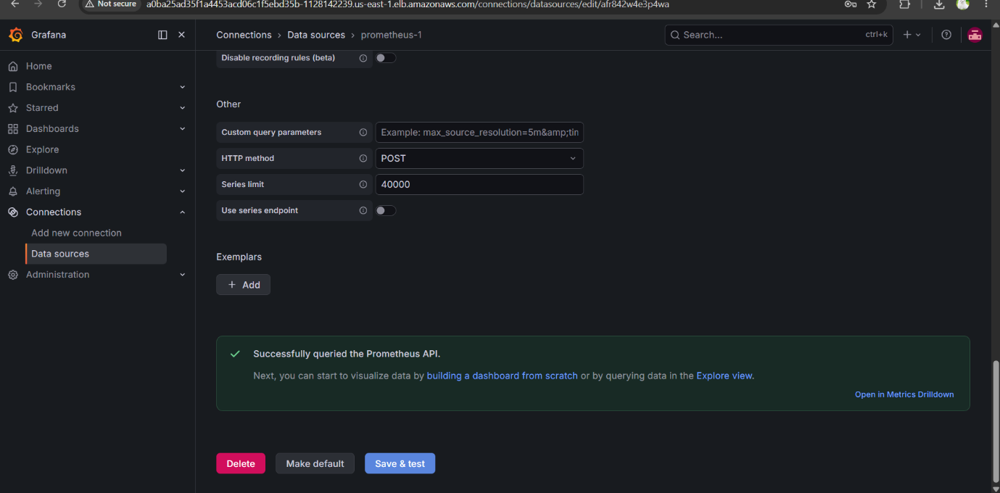 Not secure a0ba25ad35f1a4453acd06c1f5ebd35b-1128142239.us-east-1.elb.amazonaws.com/connections/datasources/edit/afr842w4e3p4wa
Grafana
Connections › Data sources › prometheus-1
Search...
ctrl+k
Home
Bookmarks
Starred
Dashboards
Explore
Drilldown
Alerting
Connections
Add new connection
Data sources
Administration
Disable recording rules (beta)
Other
Custom query parameters
Example: max_source_resolution=5m&amp;tin
HTTP method
POST
Series limit
40000
Use series endpoint
Exemplars
+ Add
Successfully queried the Prometheus API.
Next, you can start to visualize data by building a dashboard from scratch or by querying data in the Explore view.
Open in Metrics Drilldown
Delete
Make default
Save & test